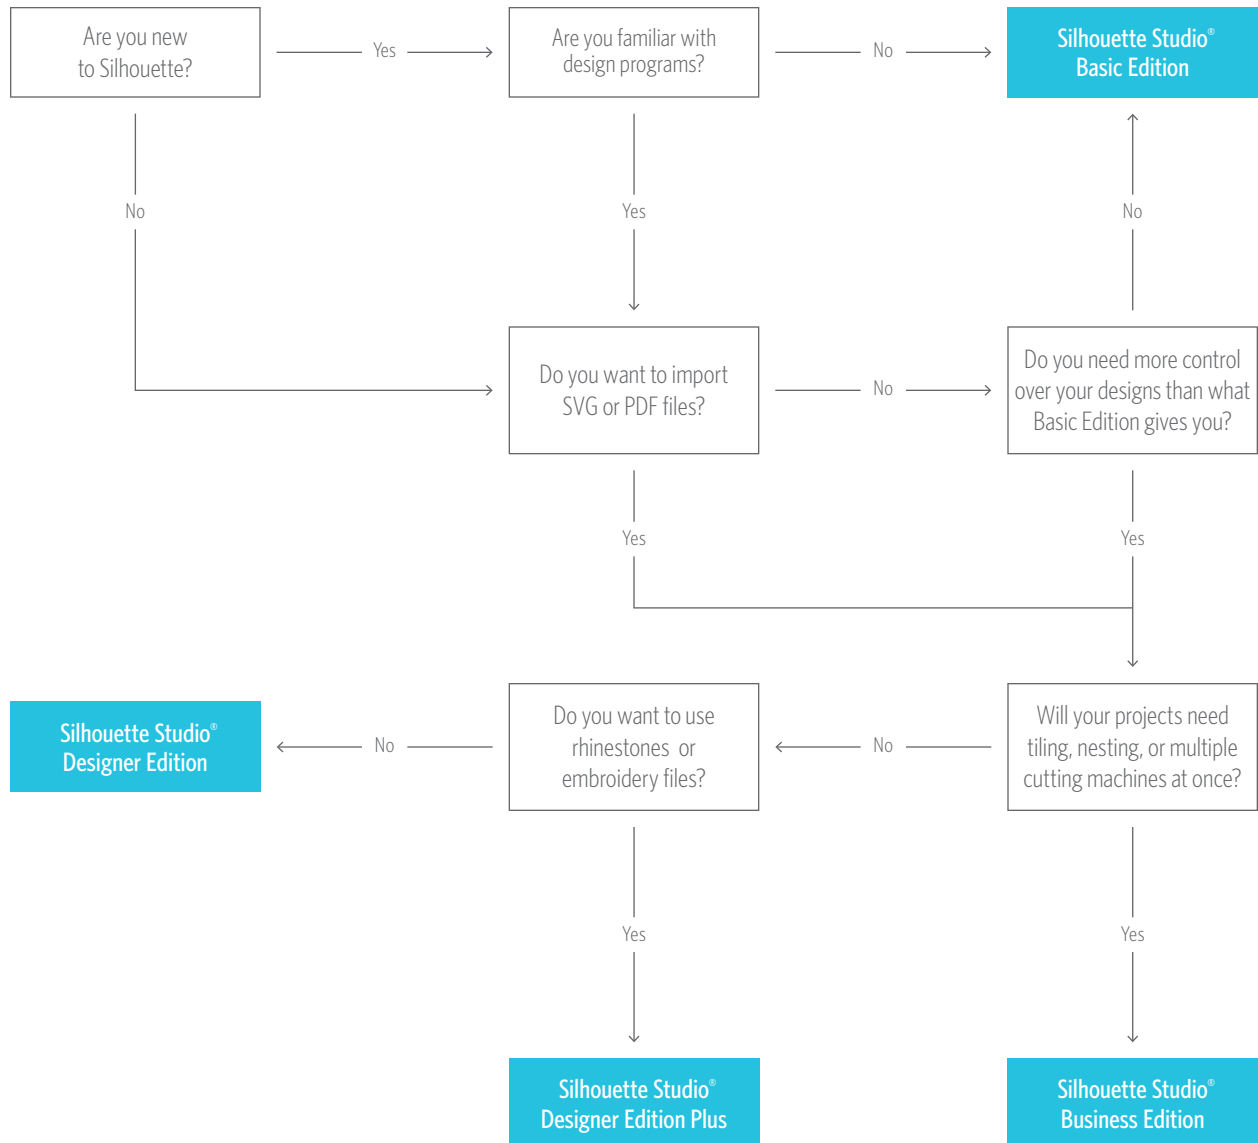 Are you new
to Silhouette?
Yes
Are you familiar with
design programs?
No
Silhouette Studio®
Basic Edition
No
Yes
No
Do you want to import
SVG or PDF files?
No
Do you need more control
over your designs than what
Basic Edition gives you?
Yes
Yes
Silhouette Studio®
Designer Edition
No
Do you want to use
rhinestones or
embroidery files?
No
Will your projects need
tiling, nesting, or multiple
cutting machines at once?
Yes
Yes
Silhouette Studio®
Designer Edition Plus
Silhouette Studio®
Business Edition